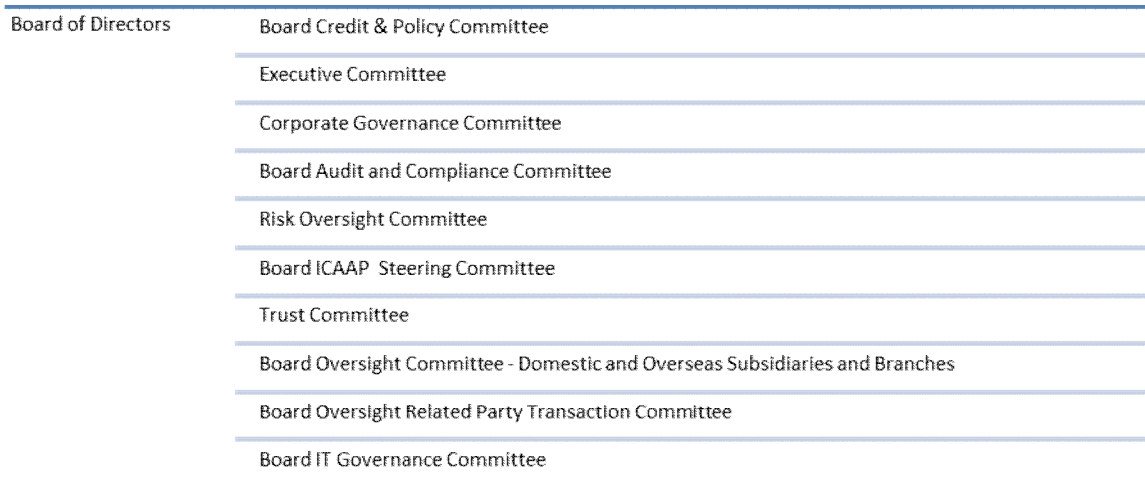 Board of Directors
Board Credit & Policy Committee
Executive Committee
Corporate Governance Committee
Board Audit and Compliance Committee
Risk Oversight Committee
Board ICAAP Steering Committee
Trust Committee
Board Oversight Committee - Domestic and Overseas Subsidiaries and Branches
Board Oversight Related Party Transaction Committee
Board IT Governance Committee